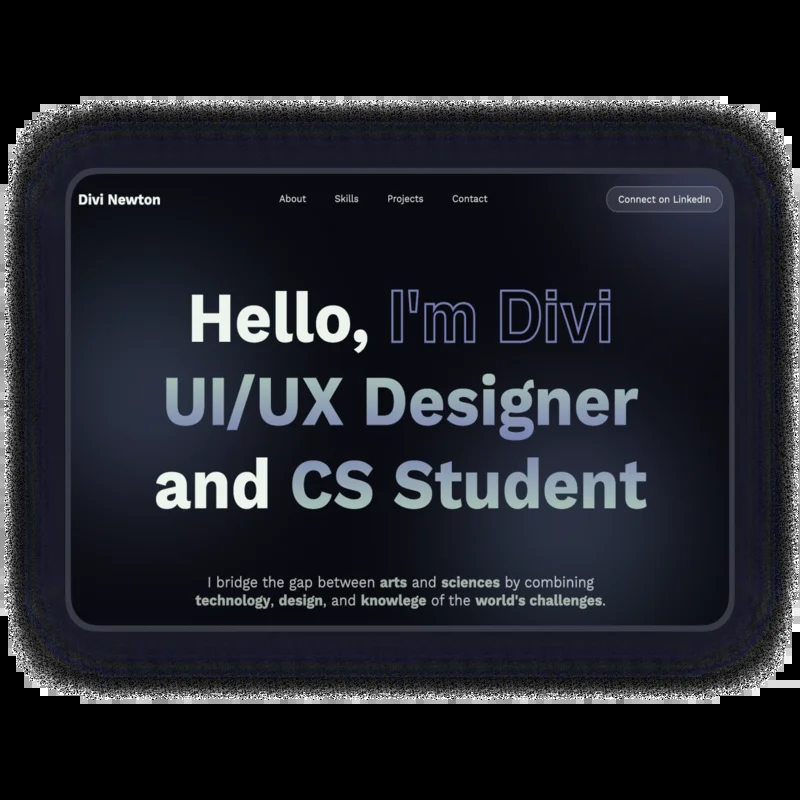 Divi Newton
About
Skills
Projects
Contact
Connect on LinkedIn
Hello, I'm Divi
UI/UX Designer
and CS Student
I bridge the gap between arts and sciences by combining
technology, design, and knowlege of the world's challenges.